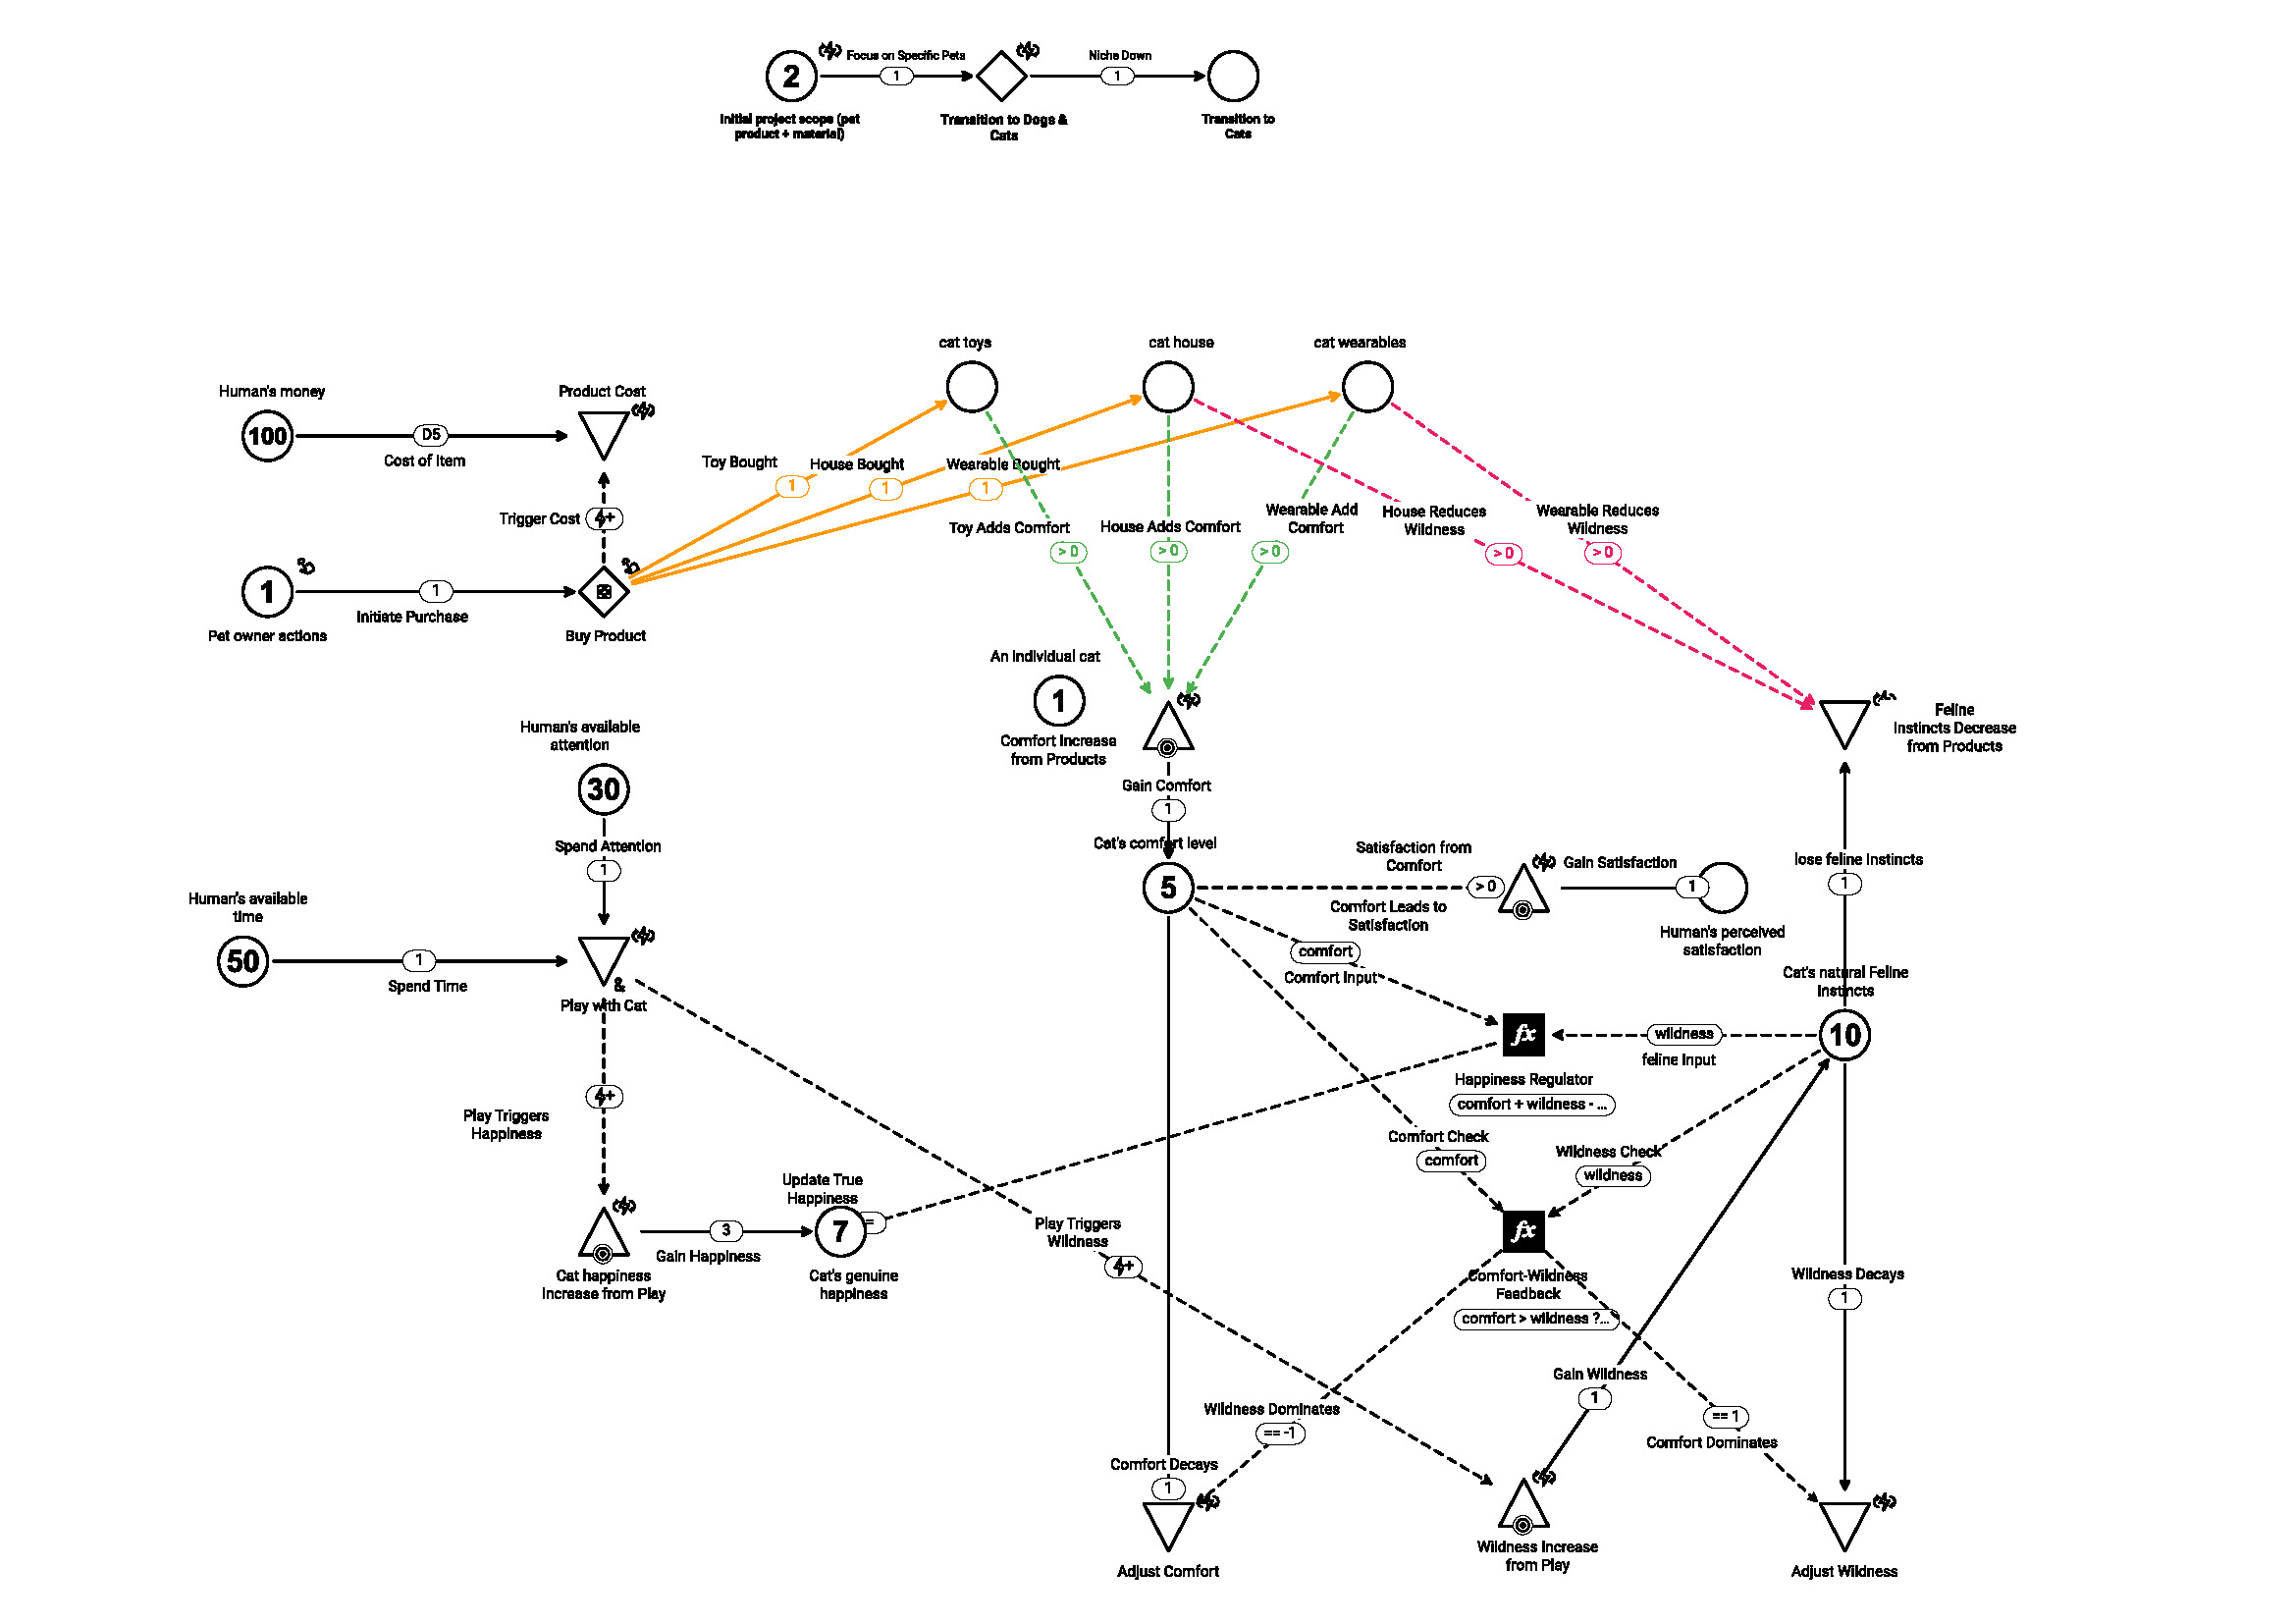 Focus on Specific Pets
Niche Down
2
1
1
Initial project scope (pet
product + material)
Transition to Dogs &
Cats
Transition to
Cats
cat toys
cat house
cat wearables
Human's money
Product Cost
100
D5
Cost of Item
Toy Bought
House Bought
Wearable Bought
1
1
1
Trigger Cost
+
1
1
Initiate Purchase
Pet owner actions
Buy Product
Toy Adds Comfort
House Adds Comfort
Wearable Add
Comfort
House Reduces
Wildness
Wearable Reduces
Wildness
> 0
> 0
> 0
> 0
> 0
An individual cat
1
Comfort Increase
from Products
Feline
Instincts Decrease
from Products
Human's available
attention
30
Spend Attention
1
Gain Comfort
1
Cat's comfort level
5
Satisfaction from
Comfort
> 0
Gain Satisfaction
1
Comfort Leads to
Satisfaction
Human's perceived
satisfaction
lose feline Instincts
1
Human's available
time
50
1
Spend Time
&
Play with Cat
comfort
Comfort Input
Cat's natural Feline
Instincts
10
fx
wildness
feline Input
Happiness Regulator
comfort + wildness - ...
+
Play Triggers
Happiness
Comfort Check
comfort
Wildness Check
wildness
Update True
Happiness
3
7
=
Gain Happiness
Cat happiness
Increase from Play
Cat's genuine
happiness
Play Triggers
Wildness
+
fx
Comfort-Wildness
Feedback
comfort > wildness ?...
Wildness Decays
1
Gain Wildness
1
Wildness Dominates
== -1
== 1
Comfort Dominates
Comfort Decays
1
Adjust Comfort
Wildness Increase
from Play
Adjust Wildness